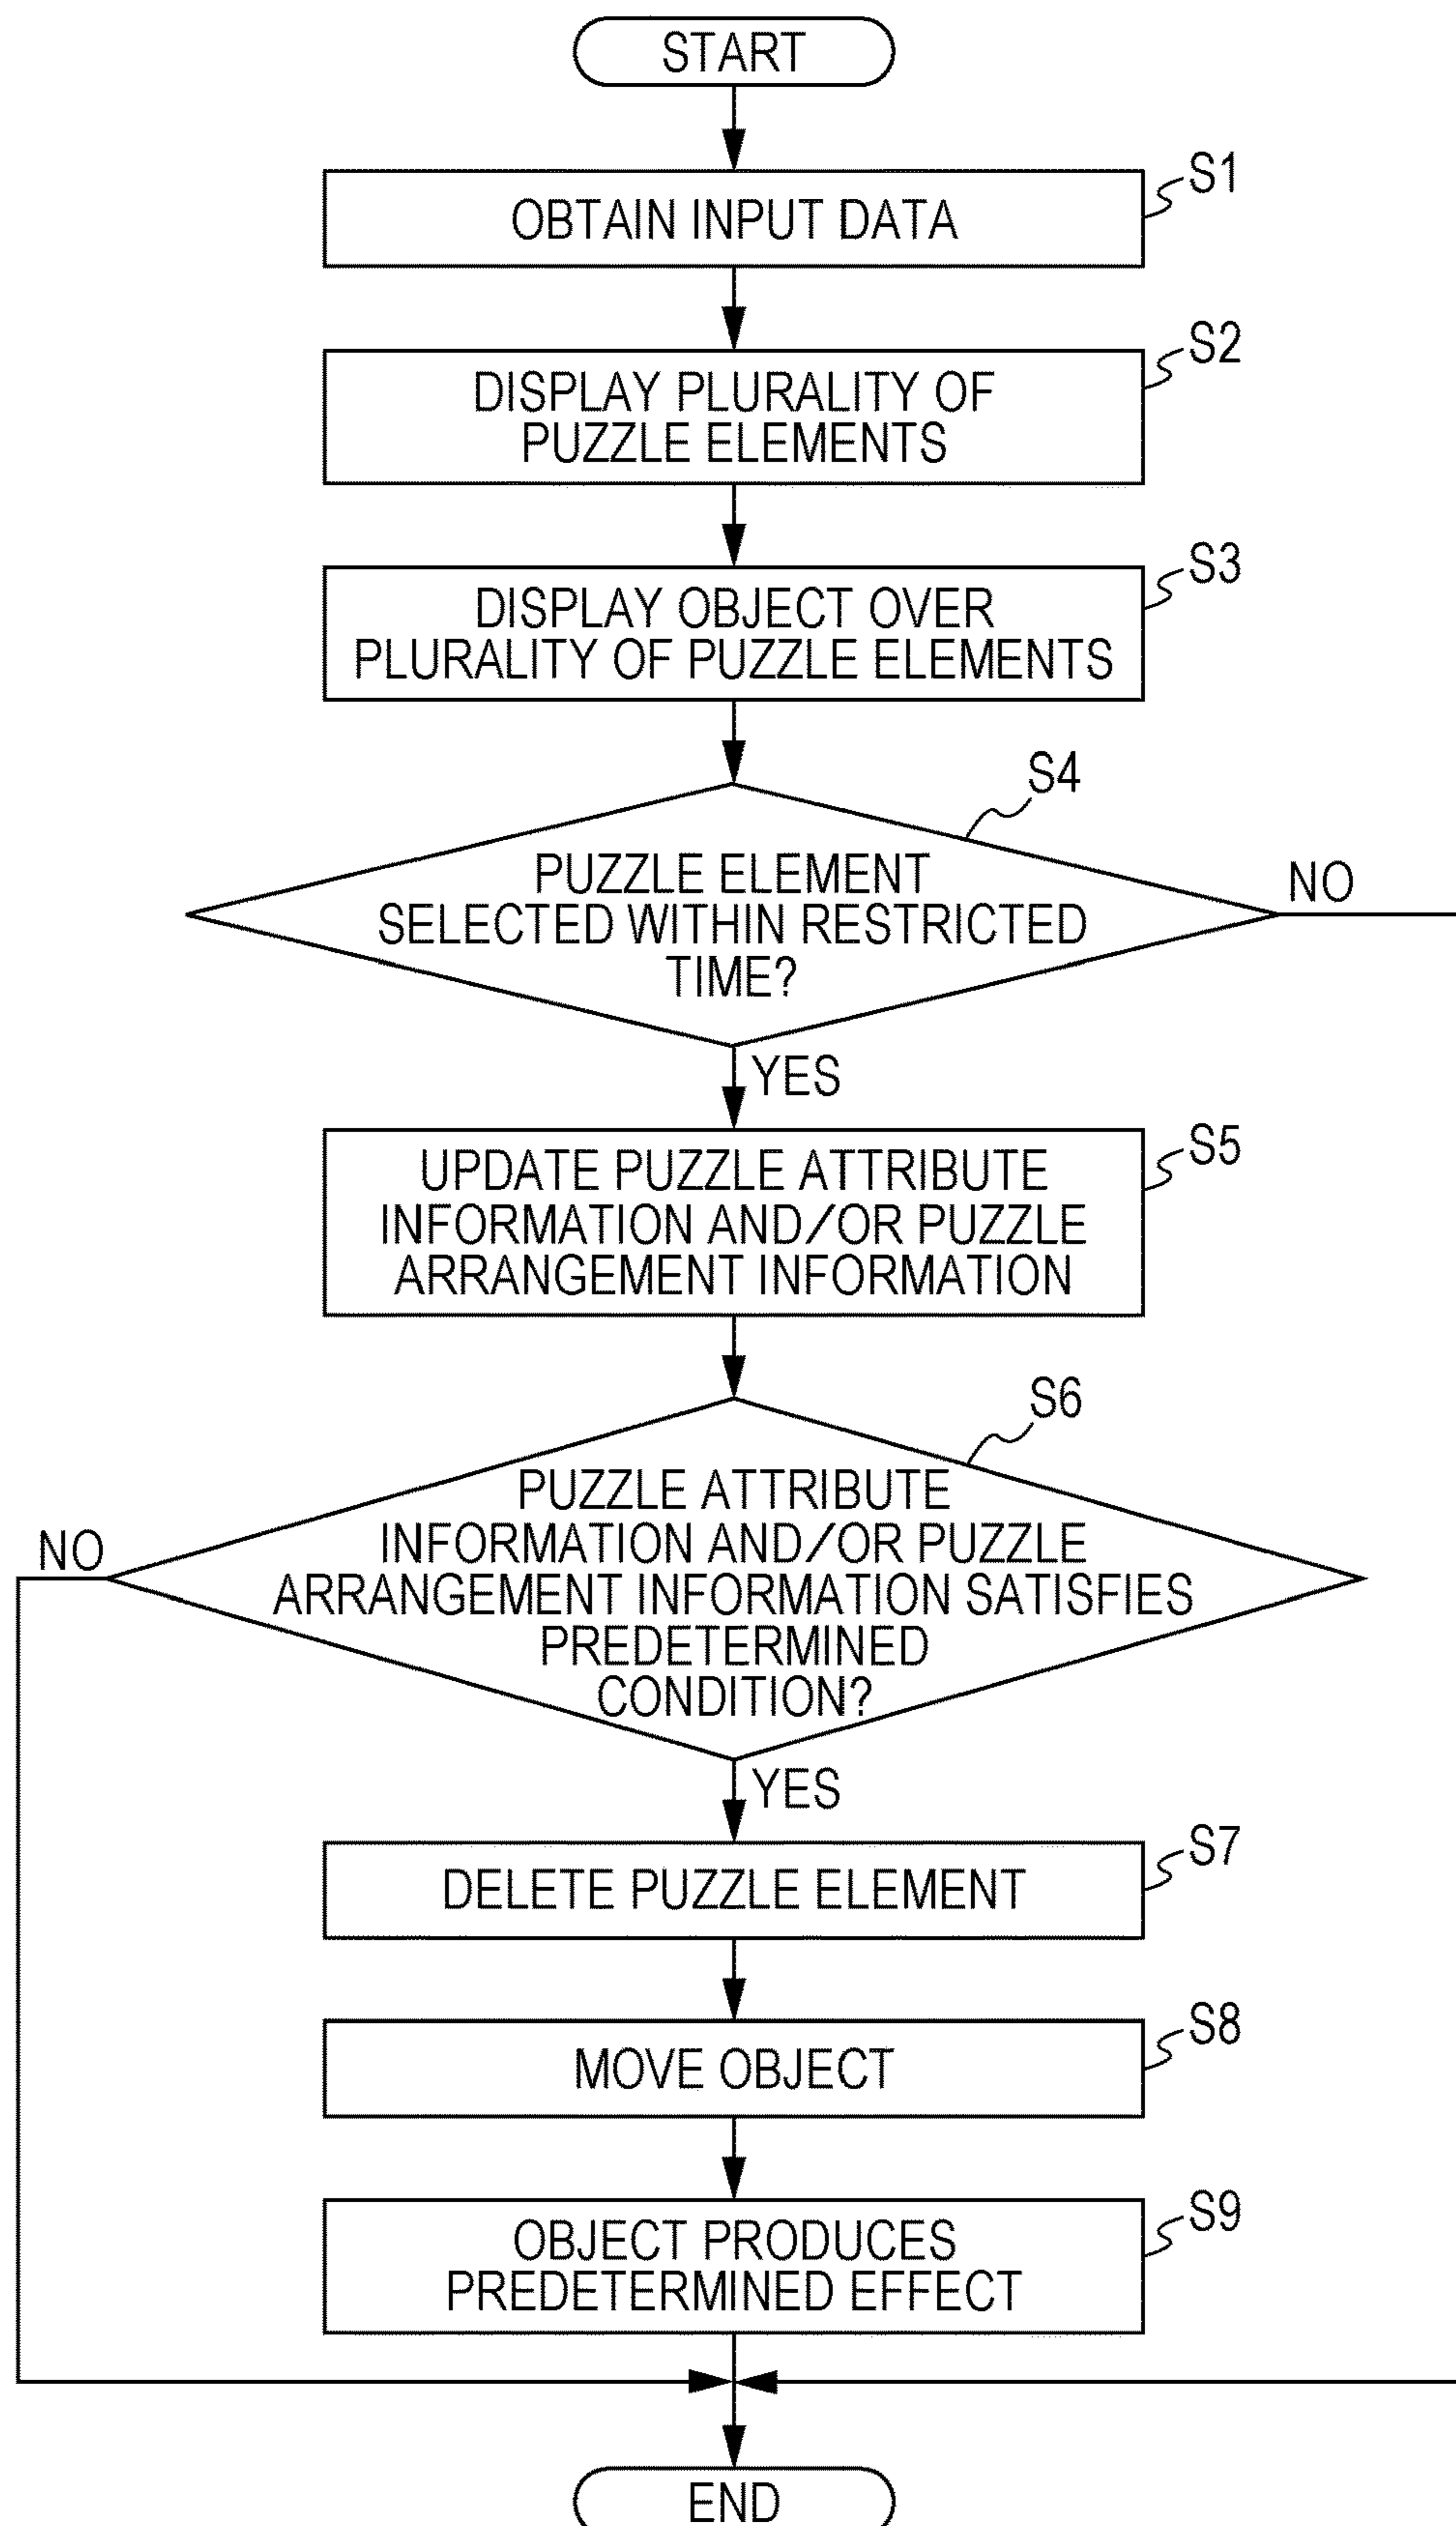 START
S1
OBTAIN INPUT DATA
S2
DISPLAY PLURALITY OF
PUZZLE ELEMENTS
S3
DISPLAY OBJECT OVER
PLURALITY OF PUZZLE ELEMENTS
S4
PUZZLE ELEMENT
SELECTED WITHIN RESTRICTED
TIME?
NO
YES
S5
UPDATE PUZZLE ATTRIBUTE
INFORMATION AND/OR PUZZLE
ARRANGEMENT INFORMATION
S6
PUZZLE ATTRIBUTE
INFORMATION AND/OR PUZZLE
ARRANGEMENT INFORMATION SATISFIES
PREDETERMINED
CONDITION?
NO
YES
S7
DELETE PUZZLE ELEMENT
S8
MOVE OBJECT
S9
OBJECT PRODUCES
PREDETERMINED EFFECT
END